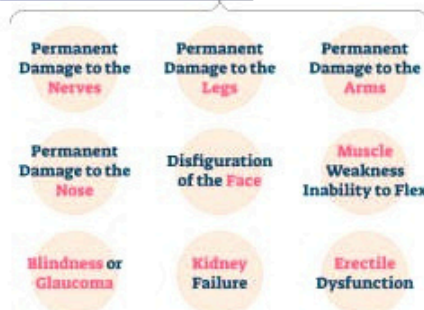 Permanent
Damage to the
Nerves
Permanent
Damage to the
Legs
Permanent
Damage to the
Arms
Permanent
Damage to the
Nose
Disfiguration
of the Face
Muscle
Weakness
Inability to Flex
Blindness or
Glaucoma
Kidney
Failure
Erectile
Dysfunction